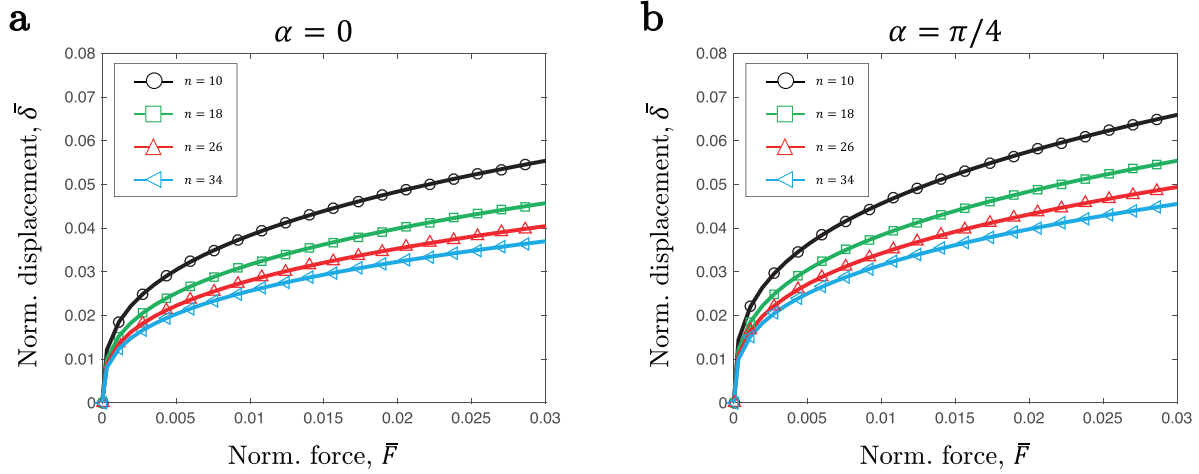 a
α = 0
0.08
0.07
0.06
0.05
0.04
0.03
0.02
0.01
0
n = 10
n = 18
n = 26
n = 34
Norm. displacement, δ̄
0 0.005 0.01 0.015 0.02 0.025 0.03
Norm. force, F̄
b
α = π/4
0.08
0.07
0.06
0.05
0.04
0.03
0.02
0.01
0
n = 10
n = 18
n = 26
n = 34
Norm. displacement, δ̄
0 0.005 0.01 0.015 0.02 0.025 0.03
Norm. force, F̄